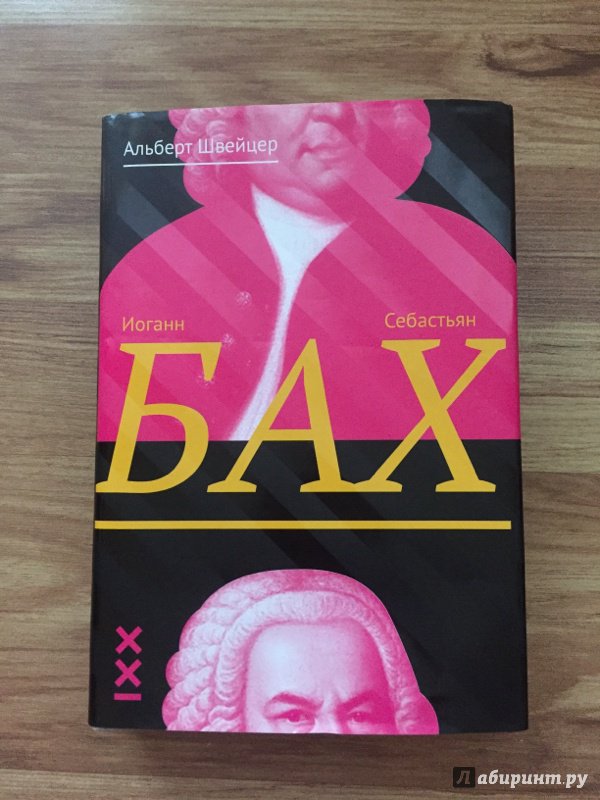 Альберт Швейцер
Иоганн
Себастьян
БАХ
XXI
Лабиринт.ру